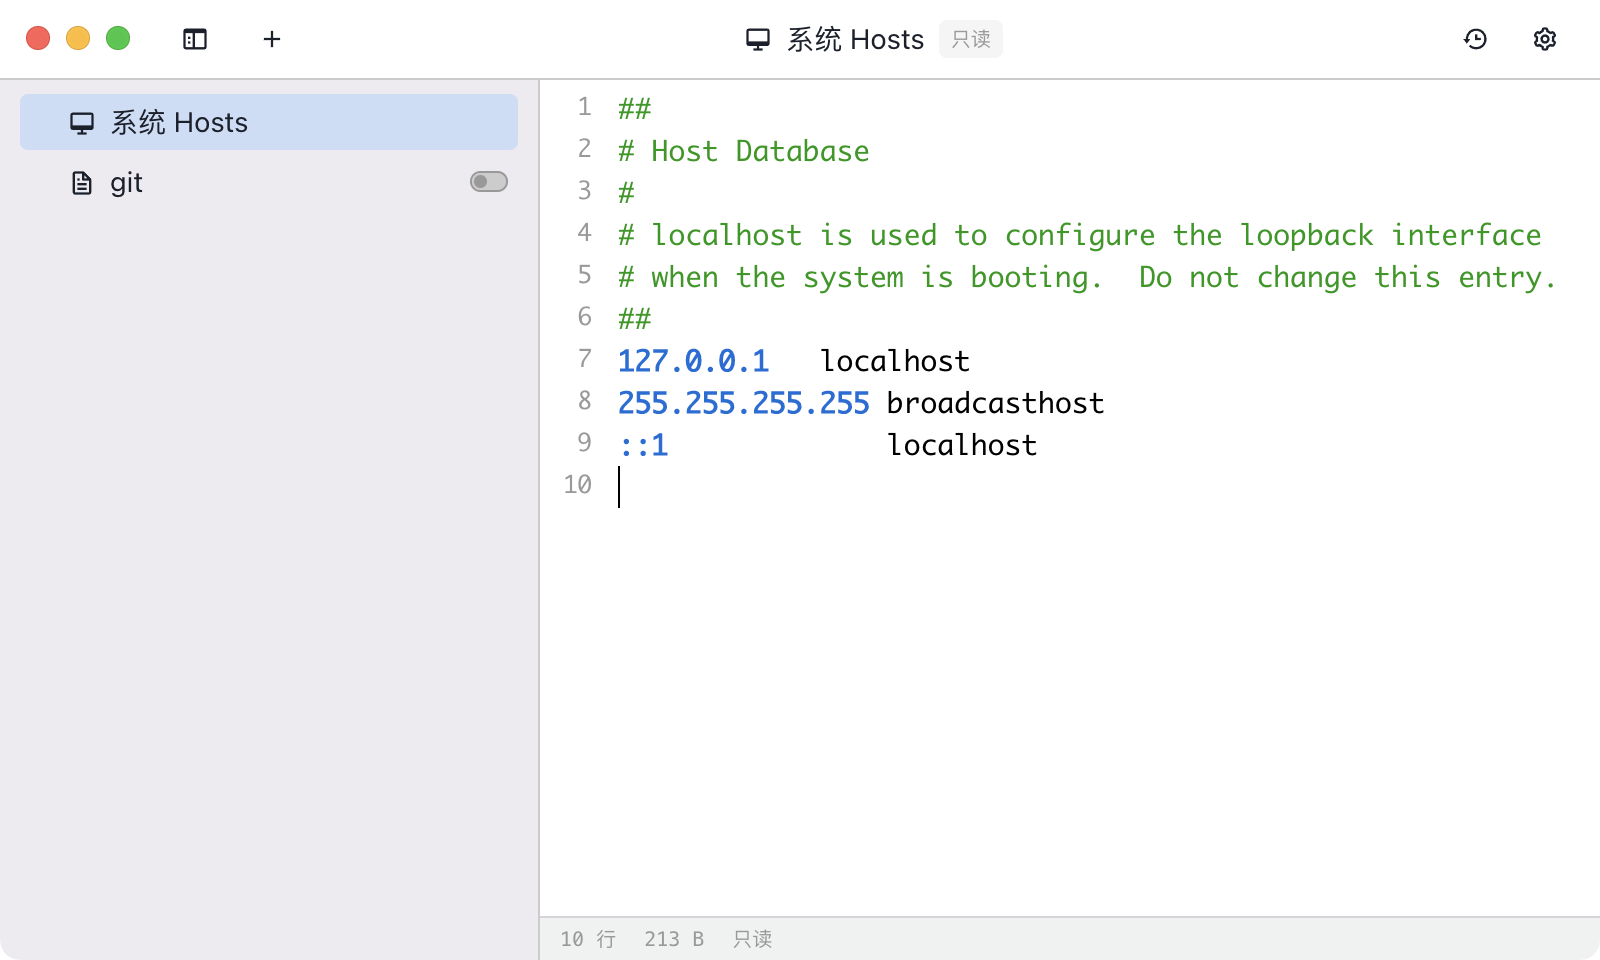 系统 Hosts 只读
系统 Hosts
git
1 ##
2 # Host Database
3 #
4 # localhost is used to configure the loopback interface
5 # when the system is booting.  Do not change this entry.
6 ##
7 127.0.0.1   localhost
8 255.255.255.255 broadcasthost
9 ::1             localhost
10
10 行 213 B 只读